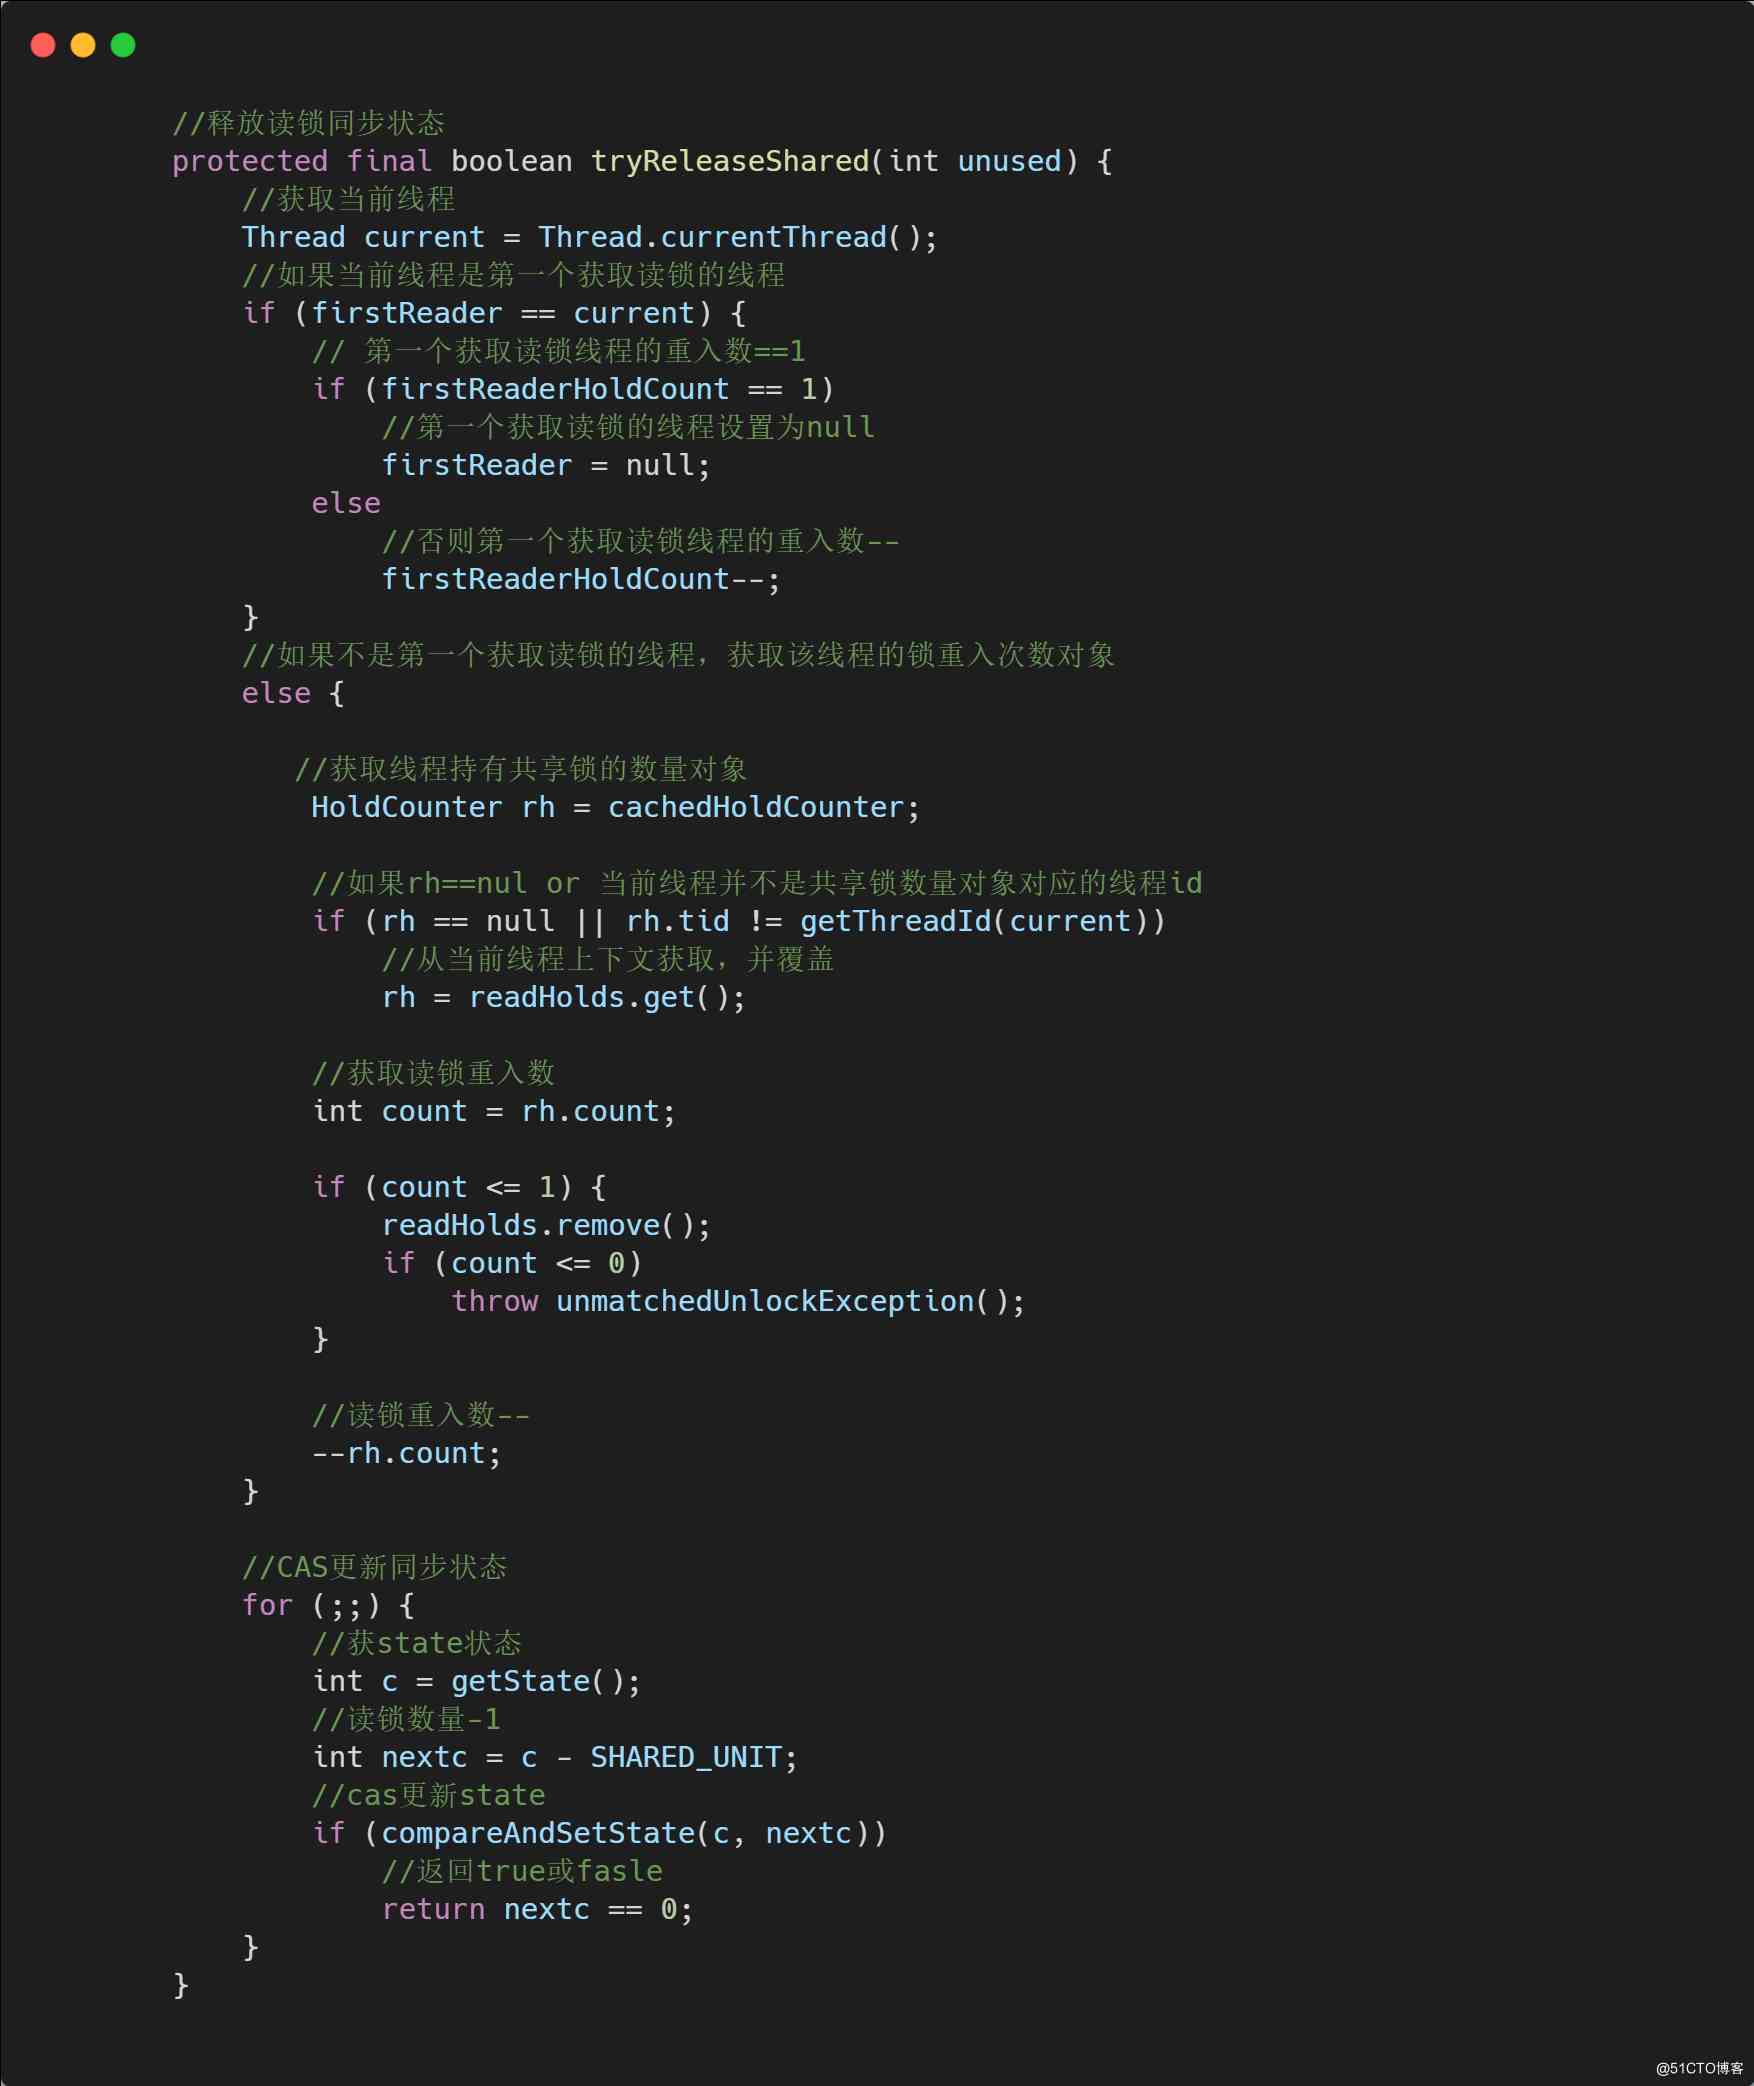 //释放读锁同步状态
protected final boolean tryReleaseShared(int unused) {
//获取当前线程
Thread current = Thread.currentThread();
//如果当前线程是第一个获取读锁的线程
if (firstReader == current) {
// 第一个获取读锁线程的重入数==1
if (firstReaderHoldCount == 1)
//第一个获取读锁的线程设置为null
firstReader = null;
else
//否则第一个获取读锁线程的重入数--
firstReaderHoldCount--;
}
//如果不是第一个获取读锁的线程，获取该线程的锁重入次数对象
else {
//获取线程持有共享锁的数量对象
HoldCounter rh = cachedHoldCounter;
//如果rh==nul or 当前线程并不是共享锁数量对象对应的线程id
if (rh == null || rh.tid != getThreadId(current))
//从当前线程上下文获取，并覆盖
rh = readHolds.get();
//获取读锁重入数
int count = rh.count;
if (count <= 1) {
readHolds.remove();
if (count <= 0)
throw unmatchedUnlockException();
}
//读锁重入数--
--rh.count;
}
//CAS更新同步状态
for (;;) {
//获state状态
int c = getState();
//读锁数量-1
int nextc = c - SHARED_UNIT;
//cas更新state
if (compareAndSetState(c, nextc))
//返回true或fasle
return nextc == 0;
}
}
@51CTO博客